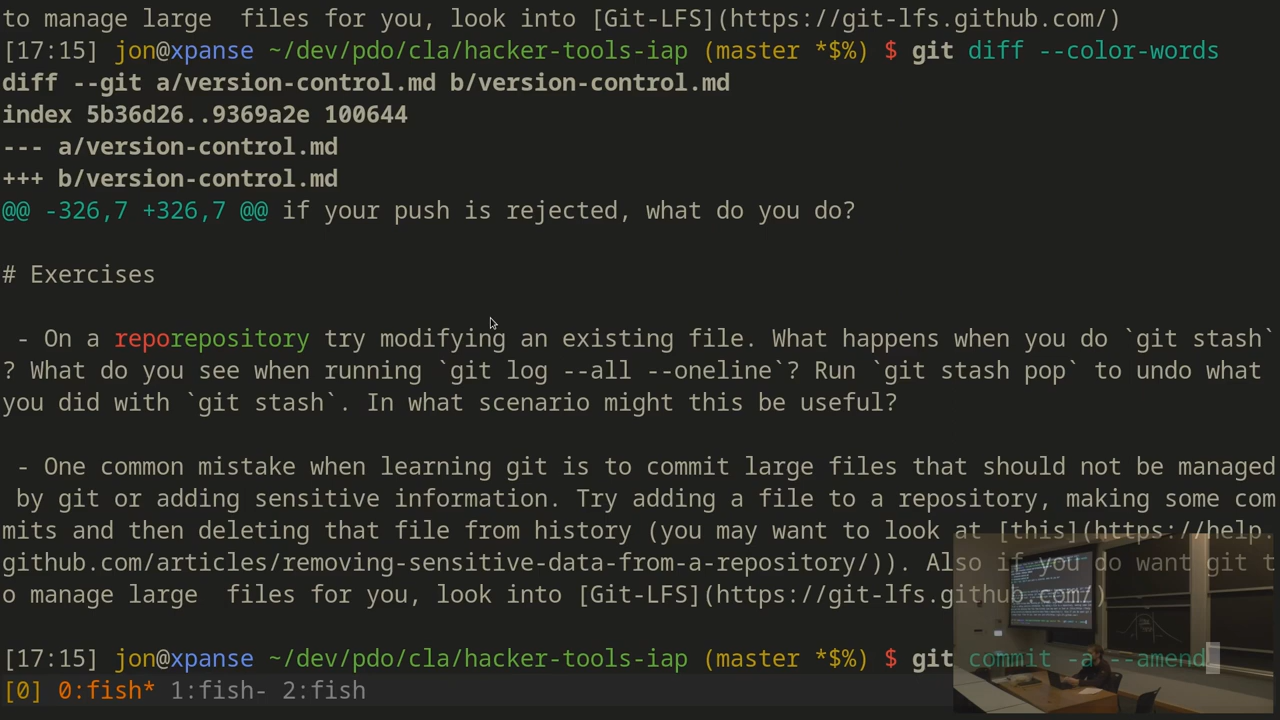 to manage large  files for you, look into [Git-LFS](https://git-lfs.github.com/)
[17:15] jon@xpanse ~/dev/pdo/cla/hacker-tools-iap (master *$%) $ git diff --color-words
diff --git a/version-control.md b/version-control.md
index 5b36d26..9369a2e 100644
--- a/version-control.md
+++ b/version-control.md
@@ -326,7 +326,7 @@ if your push is rejected, what do you do?
# Exercises
 - On a reporepository try modifying an existing file. What happens when you do `git stash`
? What do you see when running `git log --all --oneline`? Run `git stash pop` to undo what
you did with `git stash`. In what scenario might this be useful?
 - One common mistake when learning git is to commit large files that should not be managed
 by git or adding sensitive information. Try adding a file to a repository, making some com
mits and then deleting that file from history (you may want to look at [this](https://help.
github.com/articles/removing-sensitive-data-from-a-repository/)). Also if you do want git t
o manage large  files for you, look into [Git-LFS](https://git-lfs.github.com/)
[17:15] jon@xpanse ~/dev/pdo/cla/hacker-tools-iap (master *$%) $ git commit -a --amend
[0] 0:fish* 1:fish- 2:fish